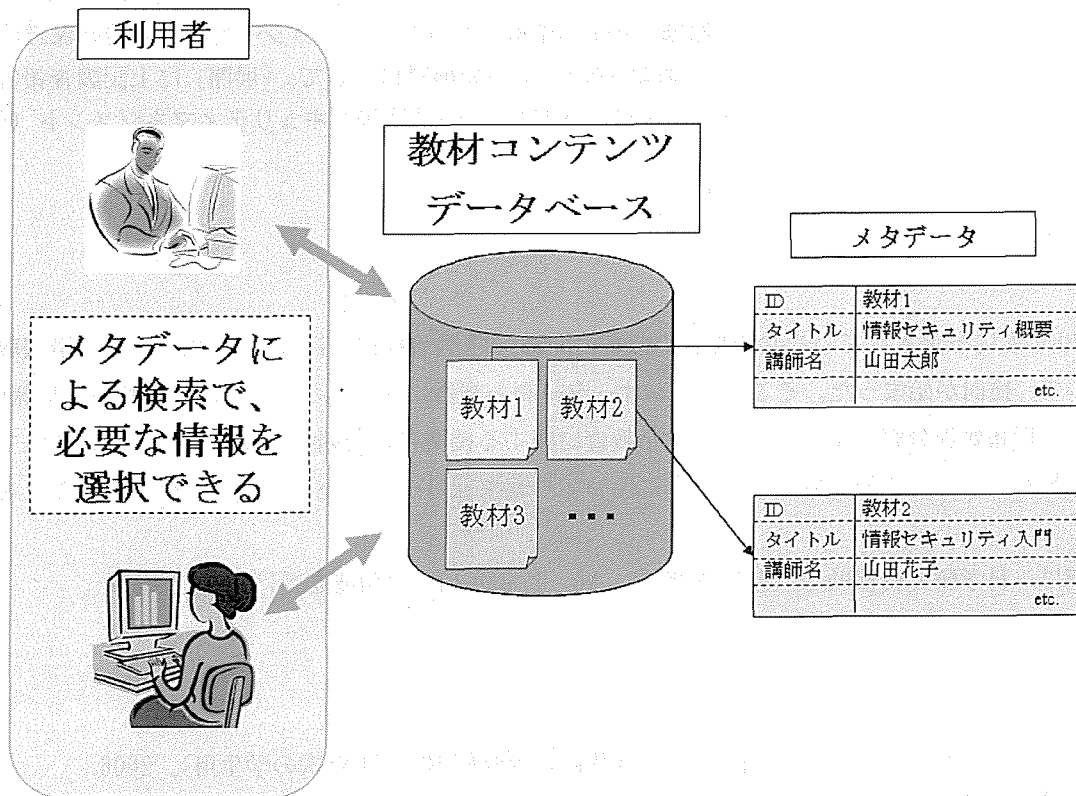 利用者
メタデータに
よる検索で、
必要な情報を
選択できる
教材コンテンツ
データベース
教材1 教材2
教材3 ・・・
メタデータ
ID 教材1
タイトル 情報セキュリティ概要
講師名 山田太郎
etc.
ID 教材2
タイトル 情報セキュリティ入門
講師名 山田花子
etc.